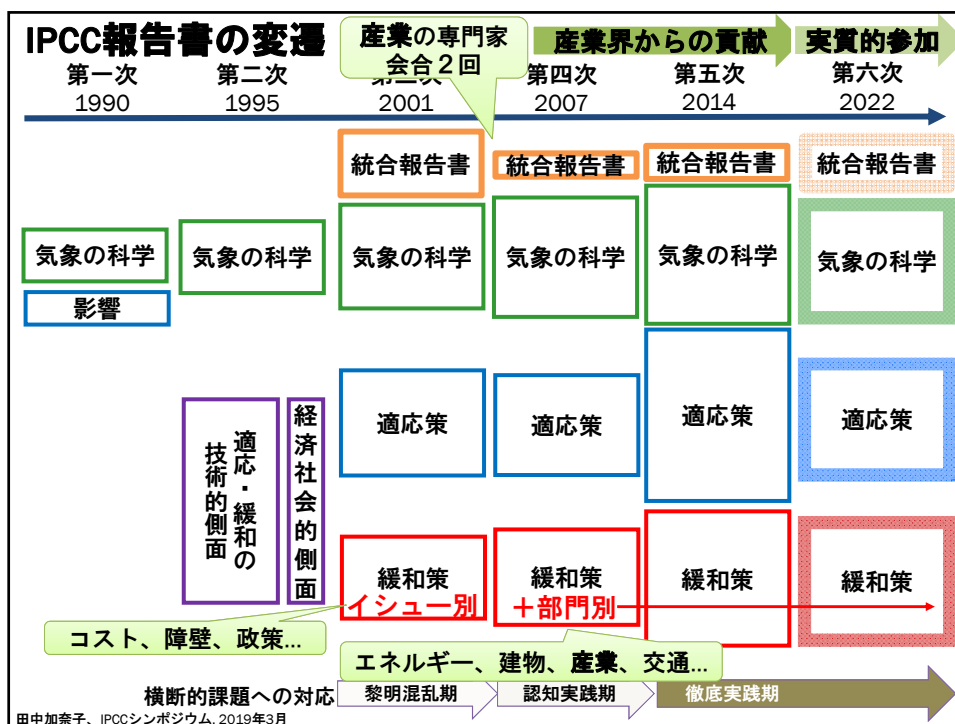 IPCC報告書の変遷
産業の専門家
会合２回
産業界からの貢献
実質的参加
第一次
1990
第二次
1995
2001
第四次
2007
第五次
2014
第六次
2022
統合報告書
統合報告書
統合報告書
統合報告書
気象の科学
気象の科学
気象の科学
気象の科学
気象の科学
気象の科学
影響
適応・緩和の
技術的側面
経済社会的側面
適応策
適応策
適応策
適応策
緩和策
イシュー別
緩和策
＋部門別
緩和策
緩和策
コスト、障壁、政策…
エネルギー、建物、産業、交通…
横断的課題への対応
黎明混乱期
認知実践期
徹底実践期
田中加奈子、IPCCシンポジウム, 2019年3月